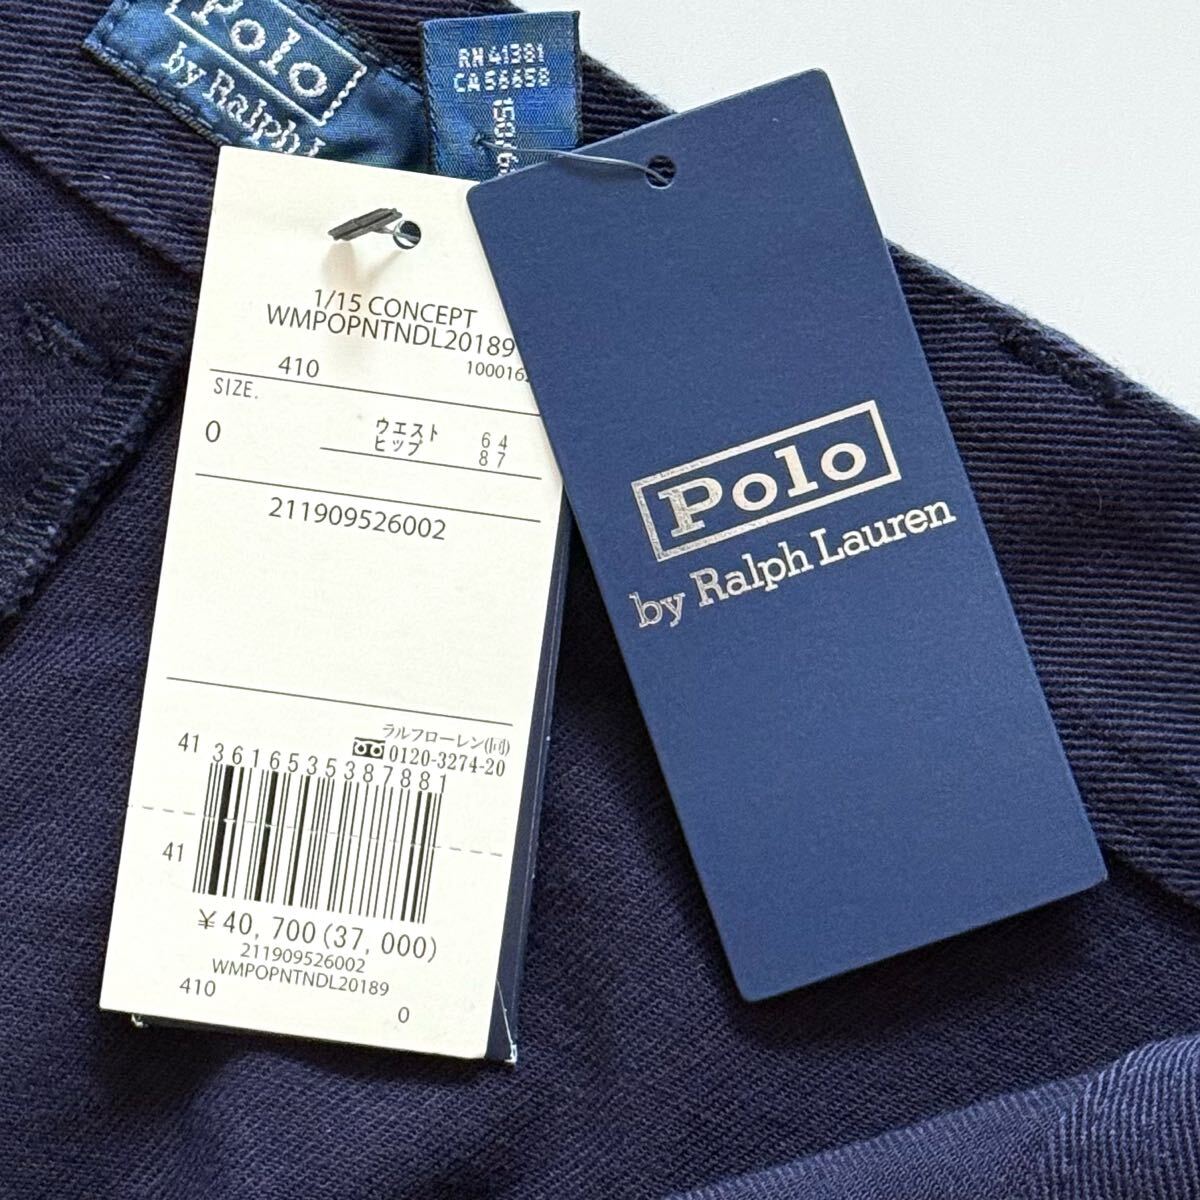 Polo
by Ralph
RN 41381
CA 56658
1/15 CONCEPT
WMPOPNTNDL20189
410
SIZE.
0
ウエスト 64
ヒップ 87
211909526002
ラルフローレン(同)
0120-3274-20
41
3616535387881
41
￥40,700(37,000)
211909526002
WMPOPNTNDL20189
410
0
Polo
by Ralph Lauren